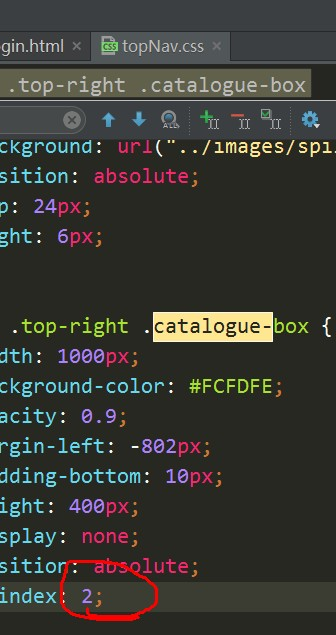 gin.html × topNav.css ×
.top-right .catalogue-box
ackground: url("../images/spi
sition: absolute;
p: 24px;
ght: 6px;
.top-right .catalogue-box {
dth: 1000px;
ckground-color: #FCFDFE;
acity: 0.9;
rgin-left: -802px;
dding-bottom: 10px;
ight: 400px;
splay: none;
sition: absolute;
index: 2;